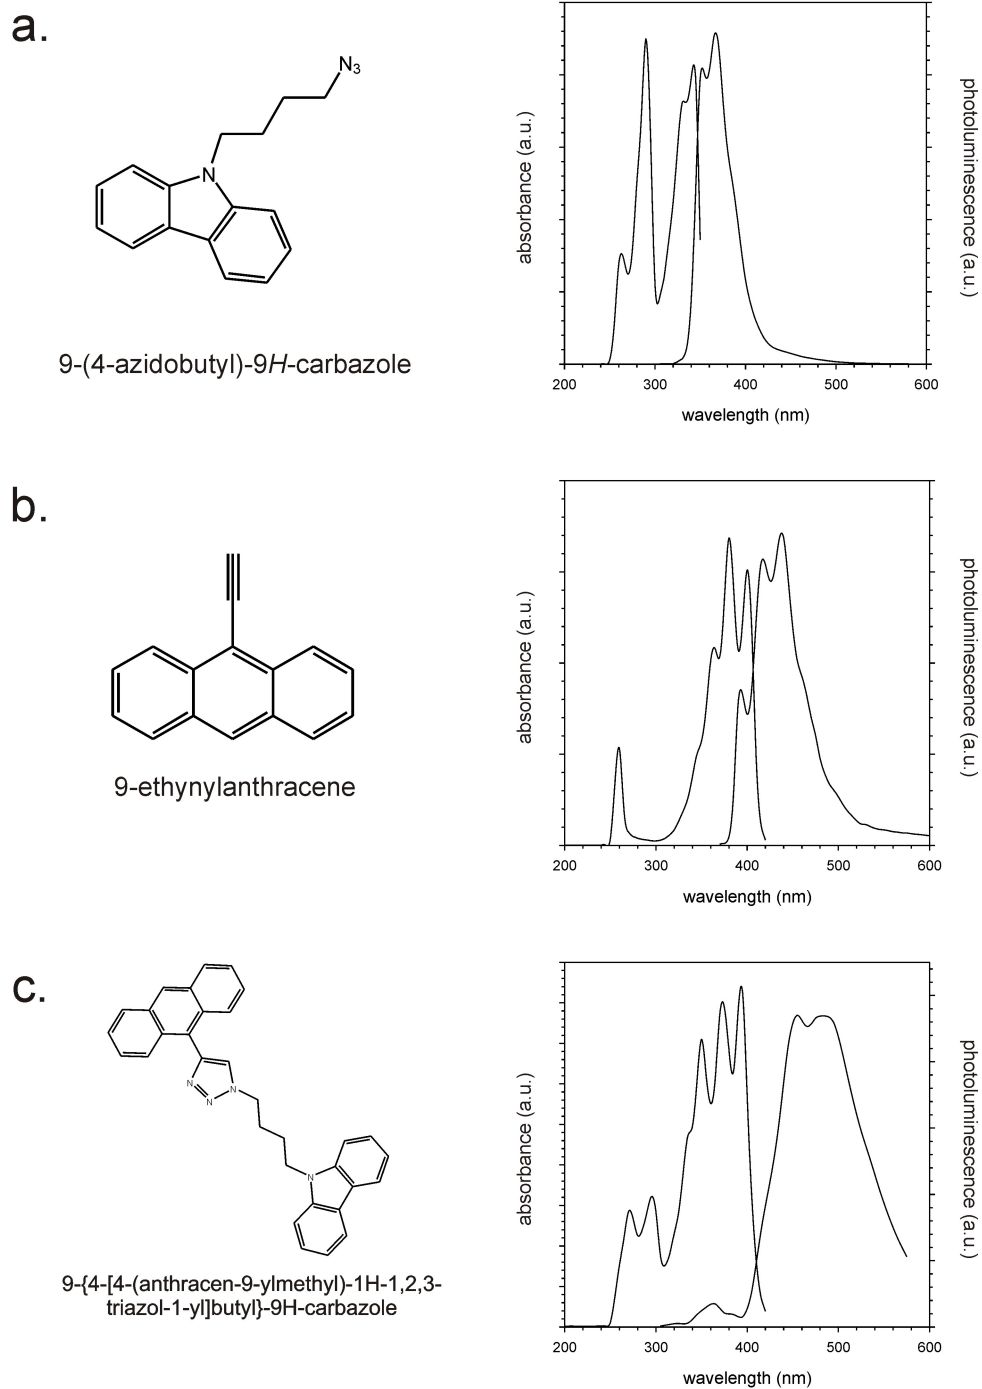 a.
N3
N
9-(4-azidobutyl)-9H-carbazole
absorbance (a.u.)
photoluminescence (a.u.)
200 300 400 500 600
wavelength (nm)
b.
9-ethynylanthracene
absorbance (a.u.)
photoluminescence (a.u.)
200 300 400 500 600
wavelength (nm)
c.
N
N
N
N
9-{4-[4-(anthracen-9-ylmethyl)-1H-1,2,3-
triazol-1-yl]butyl}-9H-carbazole
absorbance (a.u.)
photoluminescence (a.u.)
200 300 400 500 600
wavelength (nm)